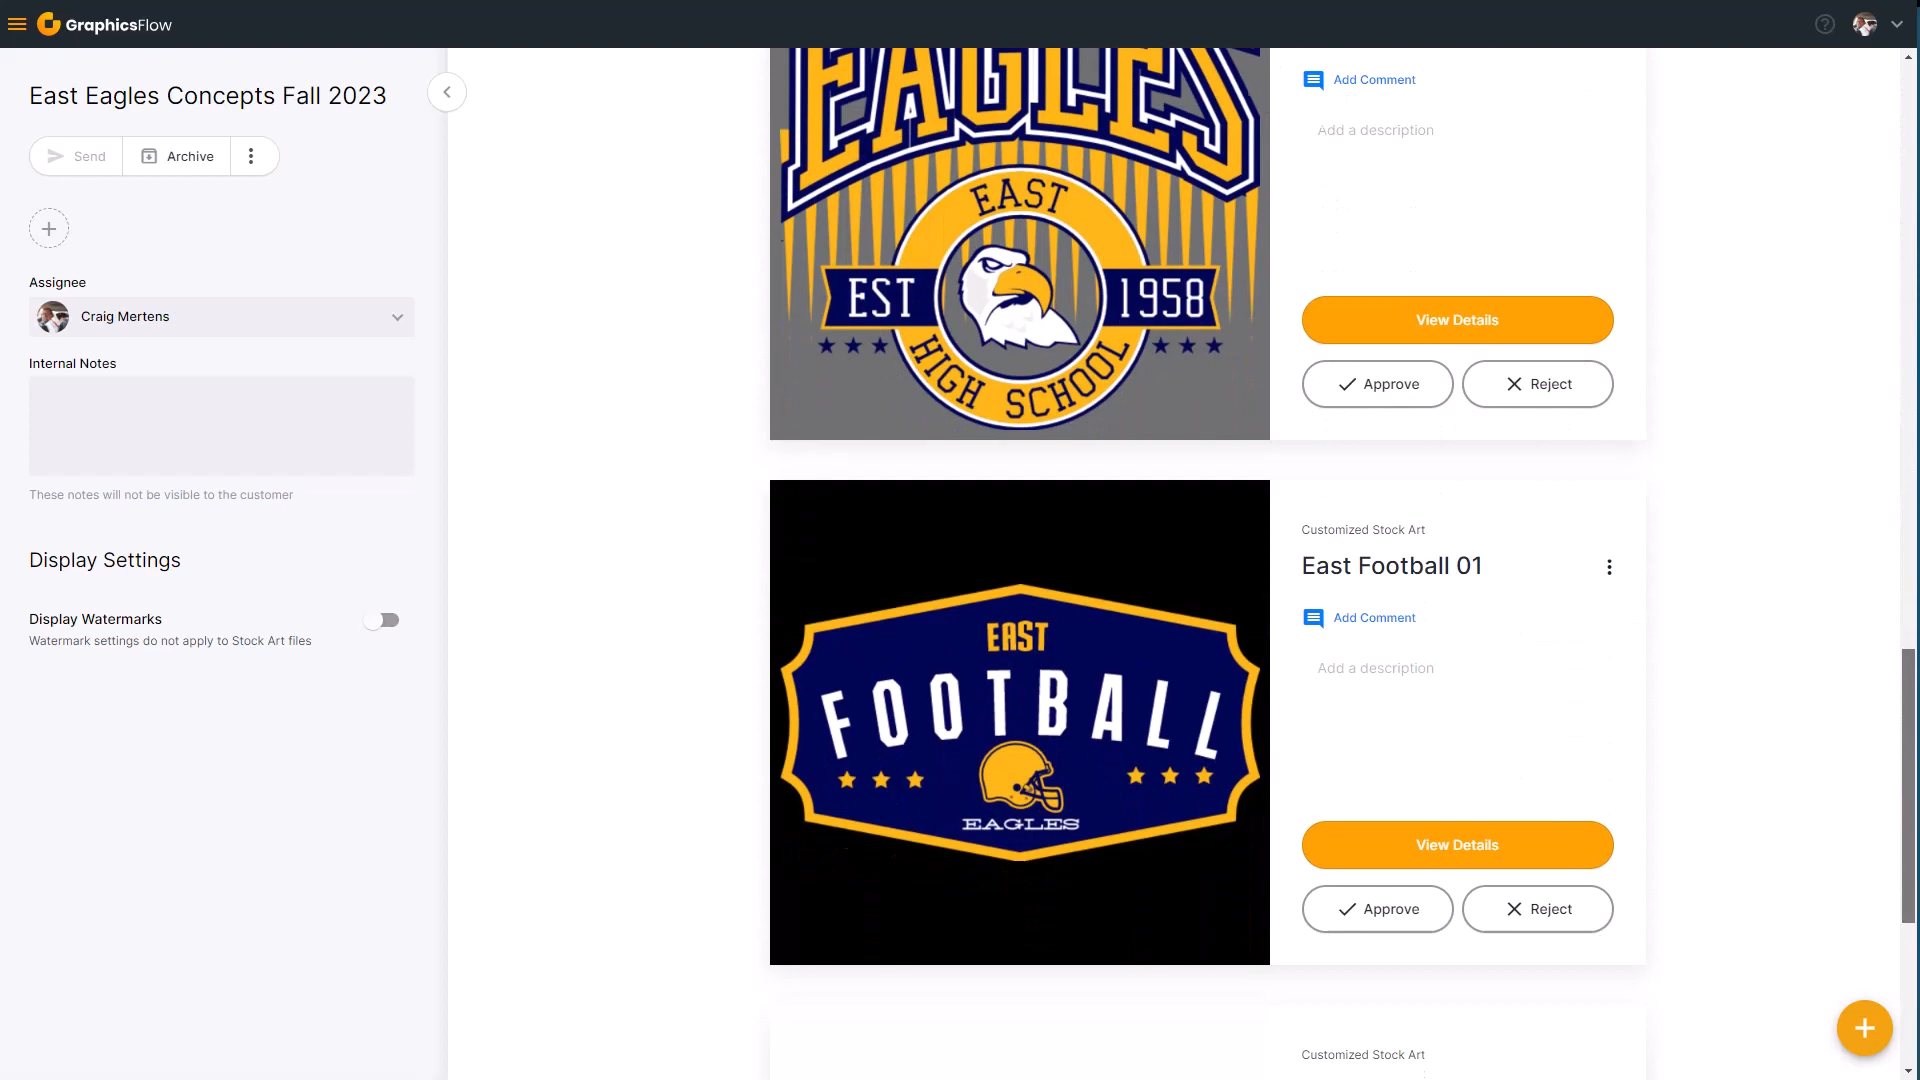 GraphicsFlow
East Eagles Concepts Fall 2023
Send
Archive
Assignee
Craig Mertens
Internal Notes
These notes will not be visible to the customer
Display Settings
Display Watermarks
Watermark settings do not apply to Stock Art files
EAGLES
EAST
EST
1958
HIGH SCHOOL
Add Comment
Add a description
View Details
Approve
Reject
EAST
FOOTBALL
EAGLES
Customized Stock Art
East Football 01
Add Comment
Add a description
View Details
Approve
Reject
Customized Stock Art